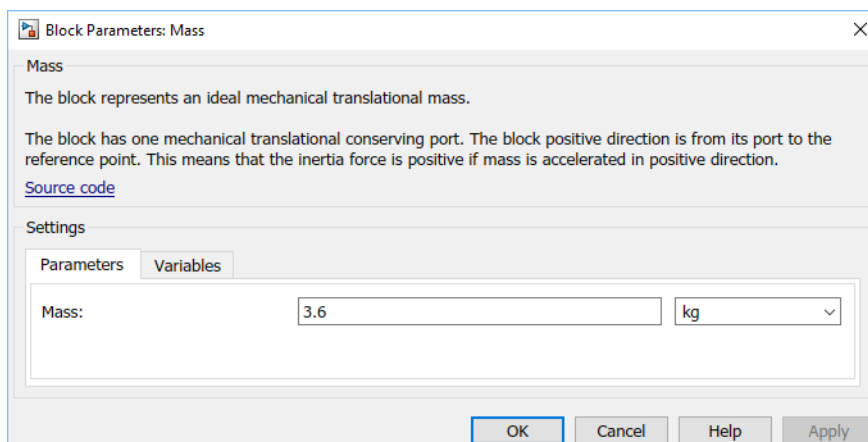 Block Parameters: Mass
Mass
The block represents an ideal mechanical translational mass.
The block has one mechanical translational conserving port. The block positive direction is from its port to the
reference point. This means that the inertia force is positive if mass is accelerated in positive direction.
Source code
Settings
Parameters Variables
Mass: 3.6 kg
OK Cancel Help Apply